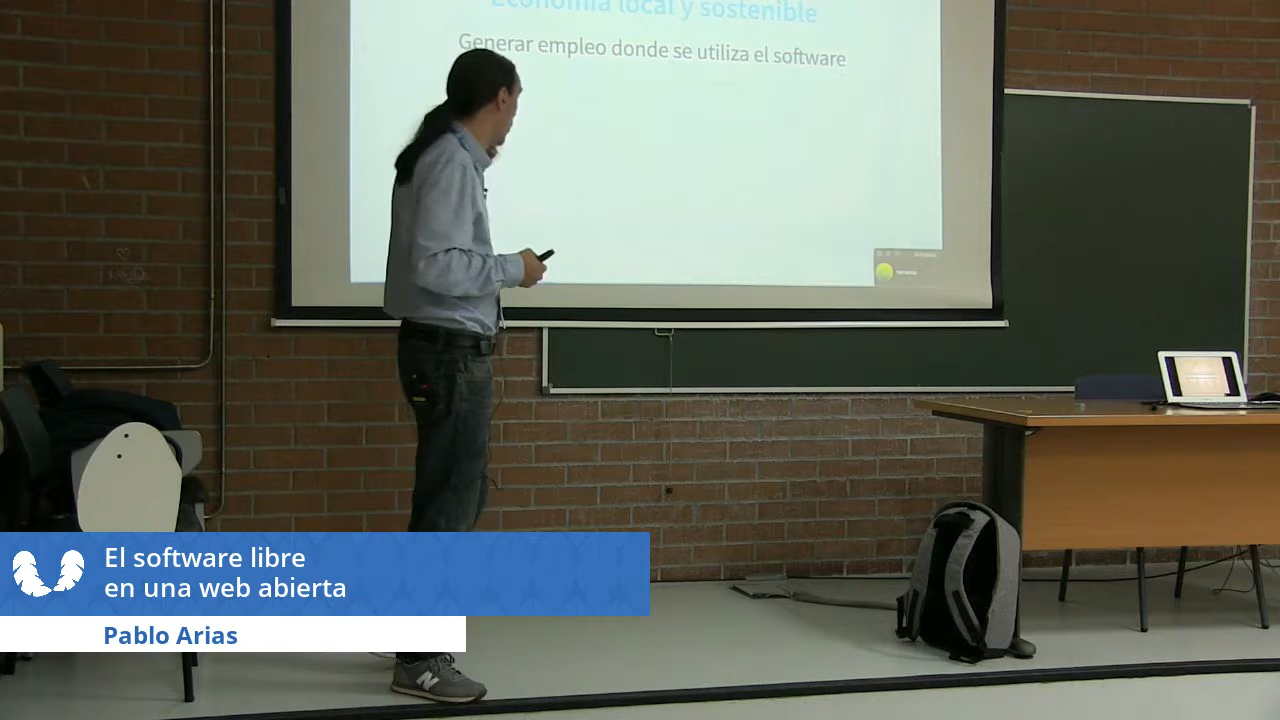 Economía local y sostenible
Generar empleo donde se utiliza el software
El software libre
en una web abierta
Pablo Arias
N